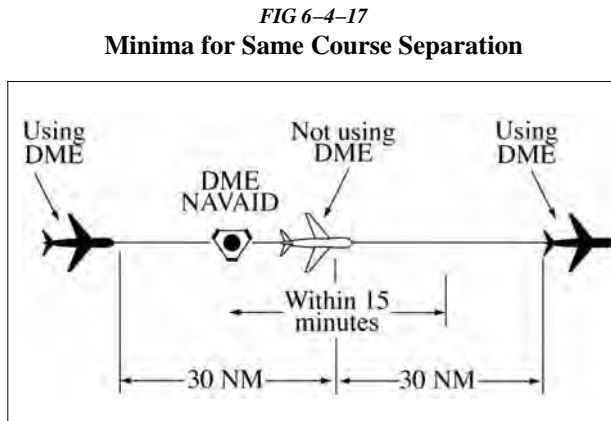 FIG 6–4–17
Minima for Same Course Separation
Using
DME
Not using
DME
Using
DME
DME
NAVAID
Within 15
minutes
30 NM
30 NM